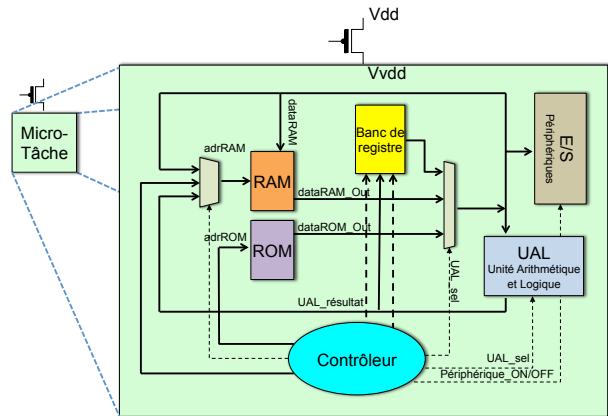 Vdd
Vvdd
Micro-
Tâche
adrRAM
dataRAM
Banc de
registre
E/S
Périphériques
RAM
dataRAM_Out
adrROM
dataROM_Out
ROM
UAL
Unité Arithmétique
et Logique
UAL_sel
UAL_résultat
Contrôleur
UAL_sel
Périphérique_ON/OFF